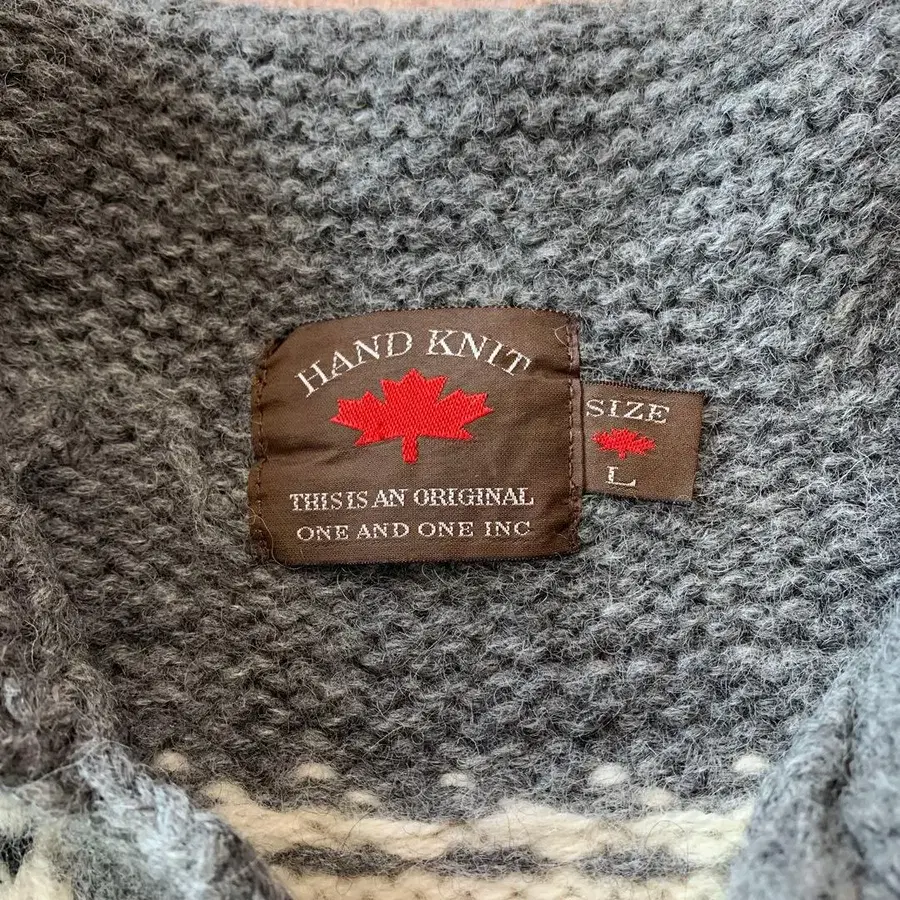 HAND KNIT
THIS IS AN ORIGINAL
ONE AND ONE INC
SIZE
L